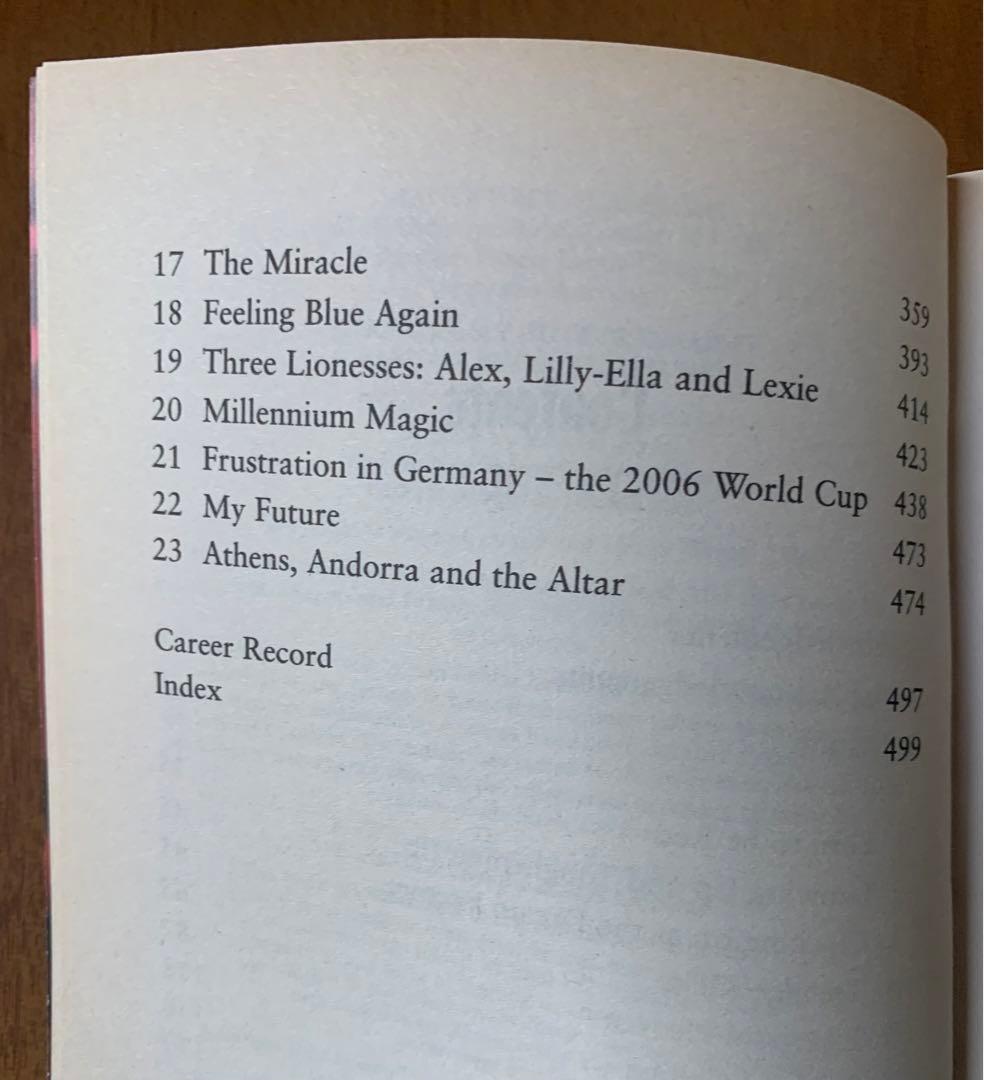 17 The Miracle 359
18 Feeling Blue Again 393
19 Three Lionesses: Alex, Lilly-Ella and Lexie 414
20 Millennium Magic 423
21 Frustration in Germany – the 2006 World Cup 438
22 My Future 473
23 Athens, Andorra and the Altar 474
Career Record 497
Index 499